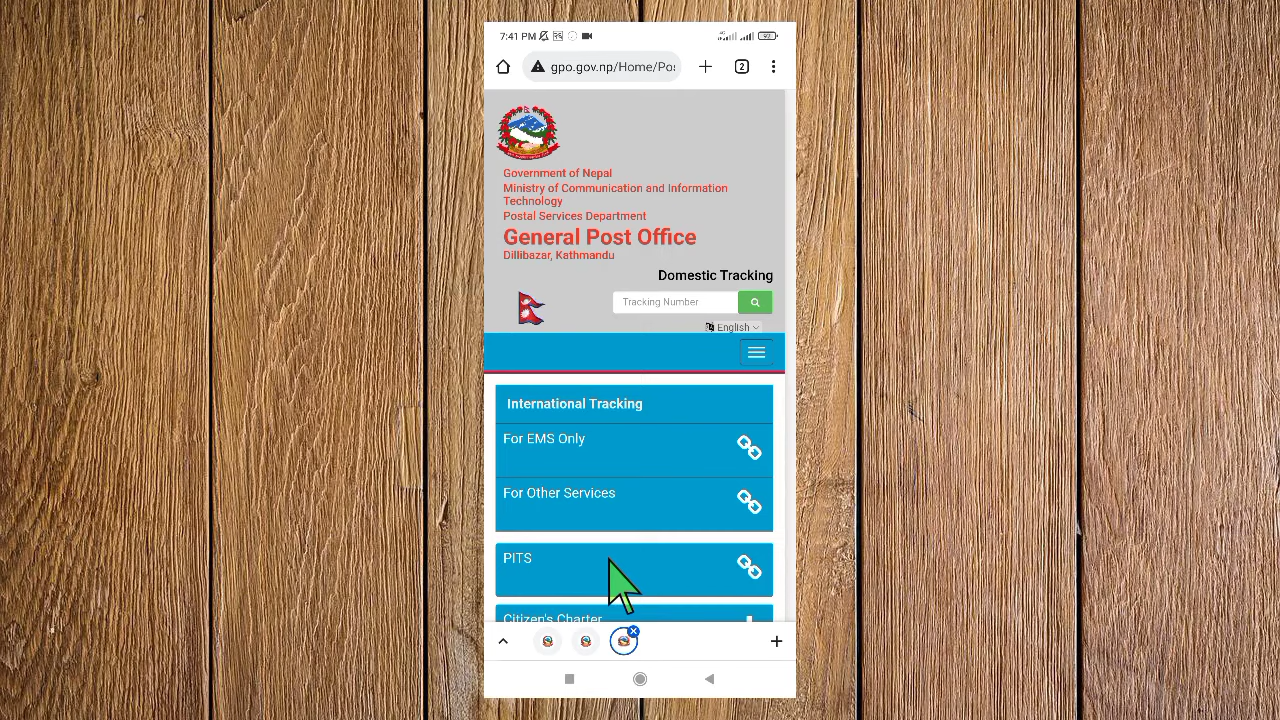 7:41 PM
gpo.gov.np/Home/Pos
2
Government of Nepal
Ministry of Communication and Information
Technology
Postal Services Department
General Post Office
Dillibazar, Kathmandu
Domestic Tracking
Tracking Number
English
International Tracking
For EMS Only
For Other Services
PITS
Citizen's Charter